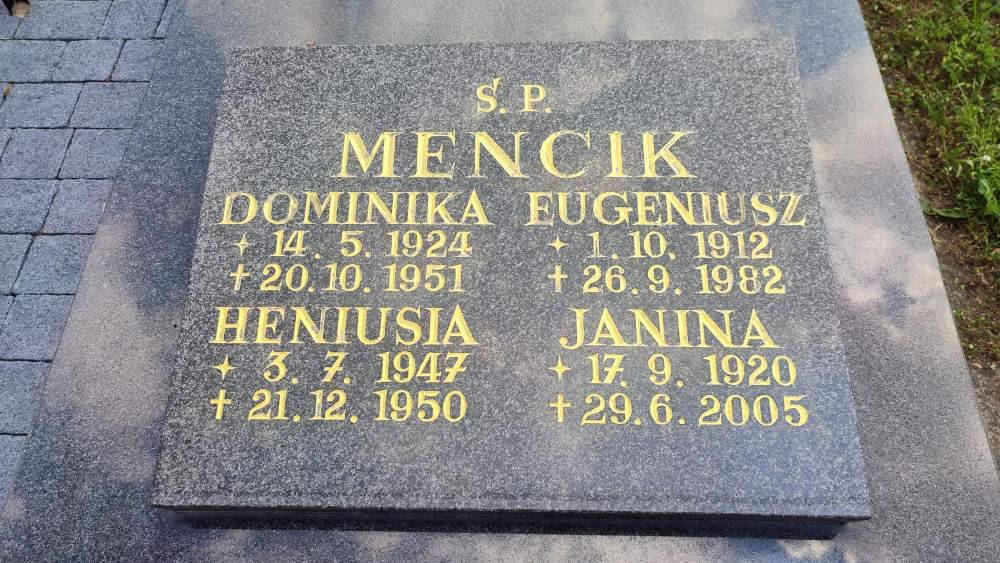 Ś. P.
MENCIK
DOMINIKA EUGENIUSZ
✦ 14. 5. 1924 ✦ 1. 10. 1912
✝ 20. 10. 1951 ✝ 26. 9. 1982
HENIUSIA JANINA
✦ 3. 7. 1947 ✦ 17. 9. 1920
✝ 21. 12. 1950 ✝ 29. 6. 2005